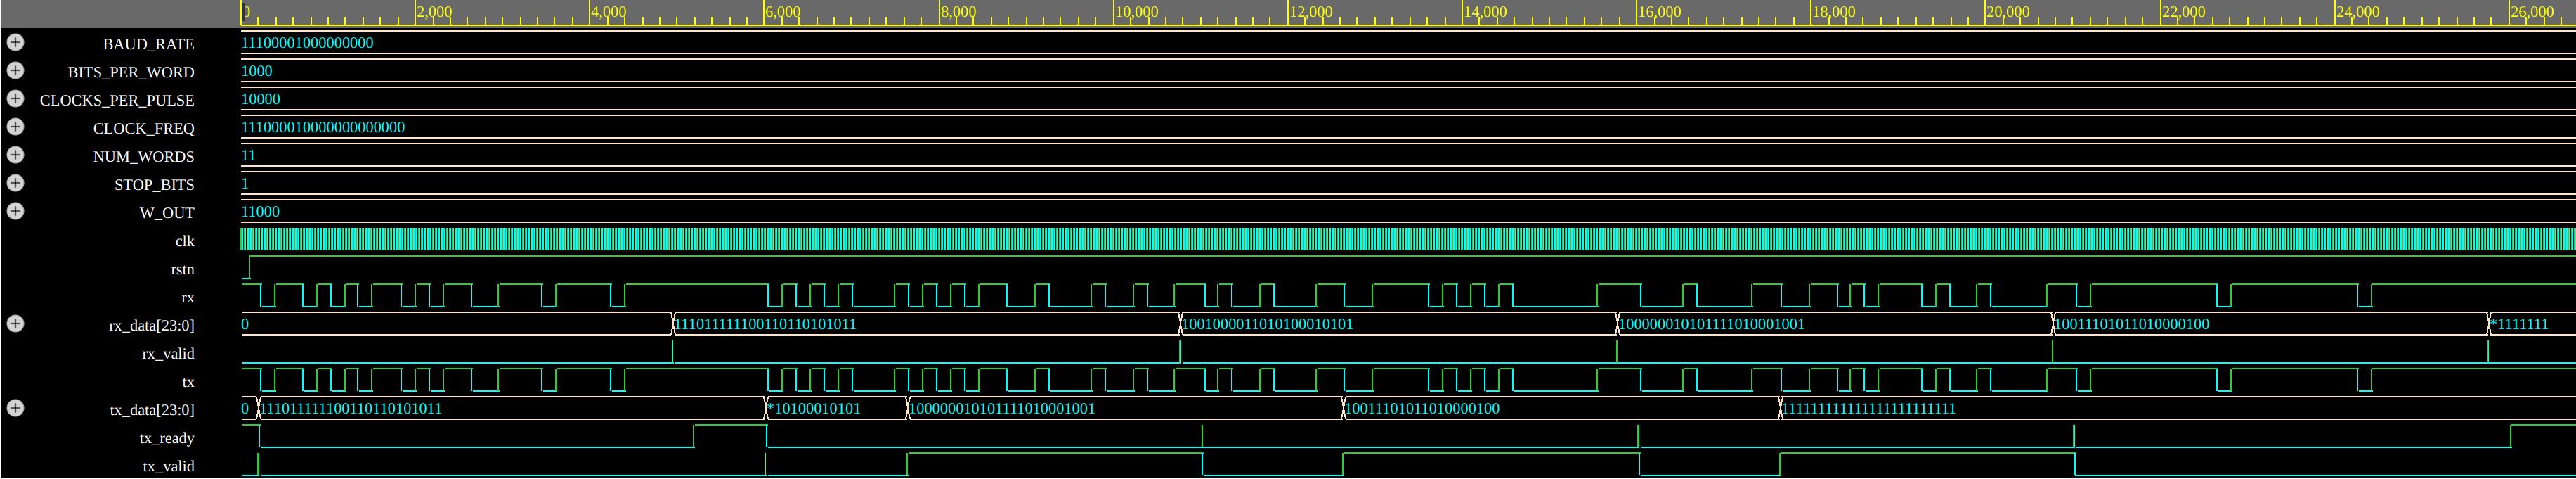 0 2,000 4,000 6,000 8,000 10,000 12,000 14,000 16,000 18,000 20,000 22,000 24,000 26,000
BAUD_RATE 11100001000000000
BITS_PER_WORD 1000
CLOCKS_PER_PULSE 10000
CLOCK_FREQ 111000010000000000000
NUM_WORDS 11
STOP_BITS 1
W_OUT 11000
clk
rstn
rx
rx_data[23:0] 0 111011111100110110101011 1001000011010100010101 100000010101111010001001 10011101011010000100 *1111111
rx_valid
tx
tx_data[23:0] 0 111011111100110110101011 *10100010101 100000010101111010001001 10011101011010000100 111111111111111111111111
tx_ready
tx_valid